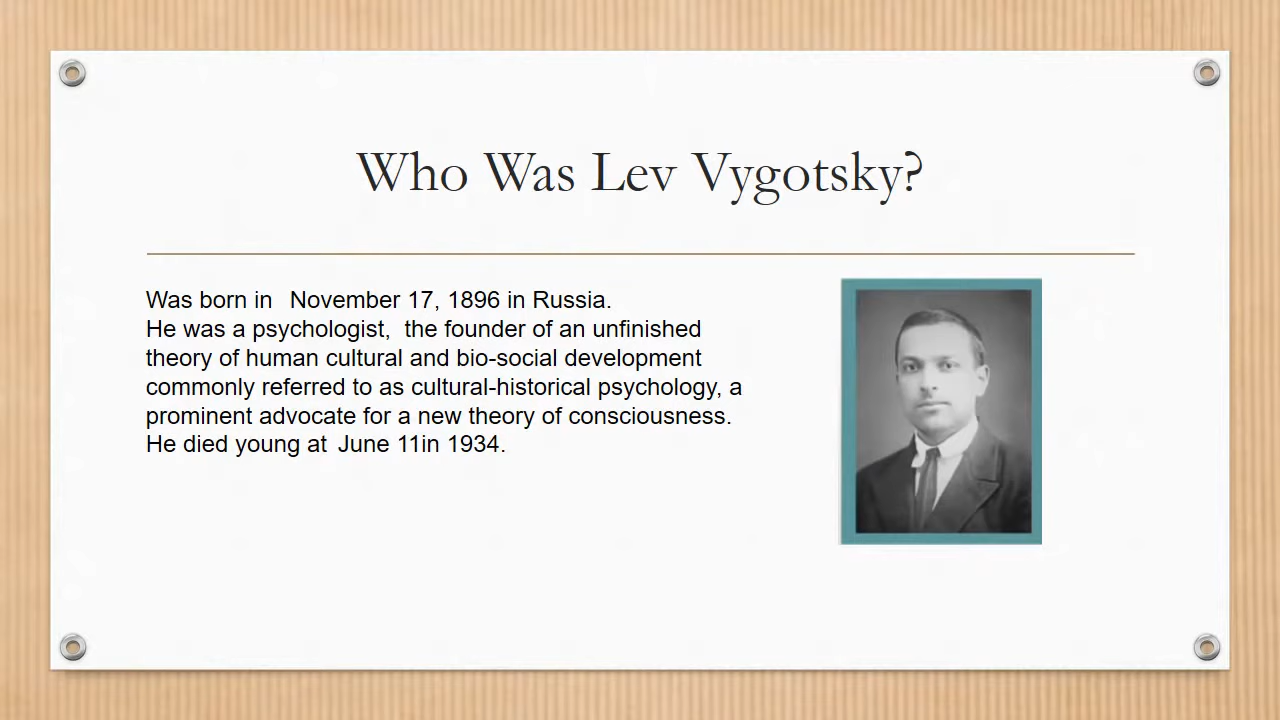 Who Was Lev Vygotsky?
Was born in November 17, 1896 in Russia.
He was a psychologist, the founder of an unfinished
theory of human cultural and bio-social development
commonly referred to as cultural-historical psychology, a
prominent advocate for a new theory of consciousness.
He died young at June 11in 1934.